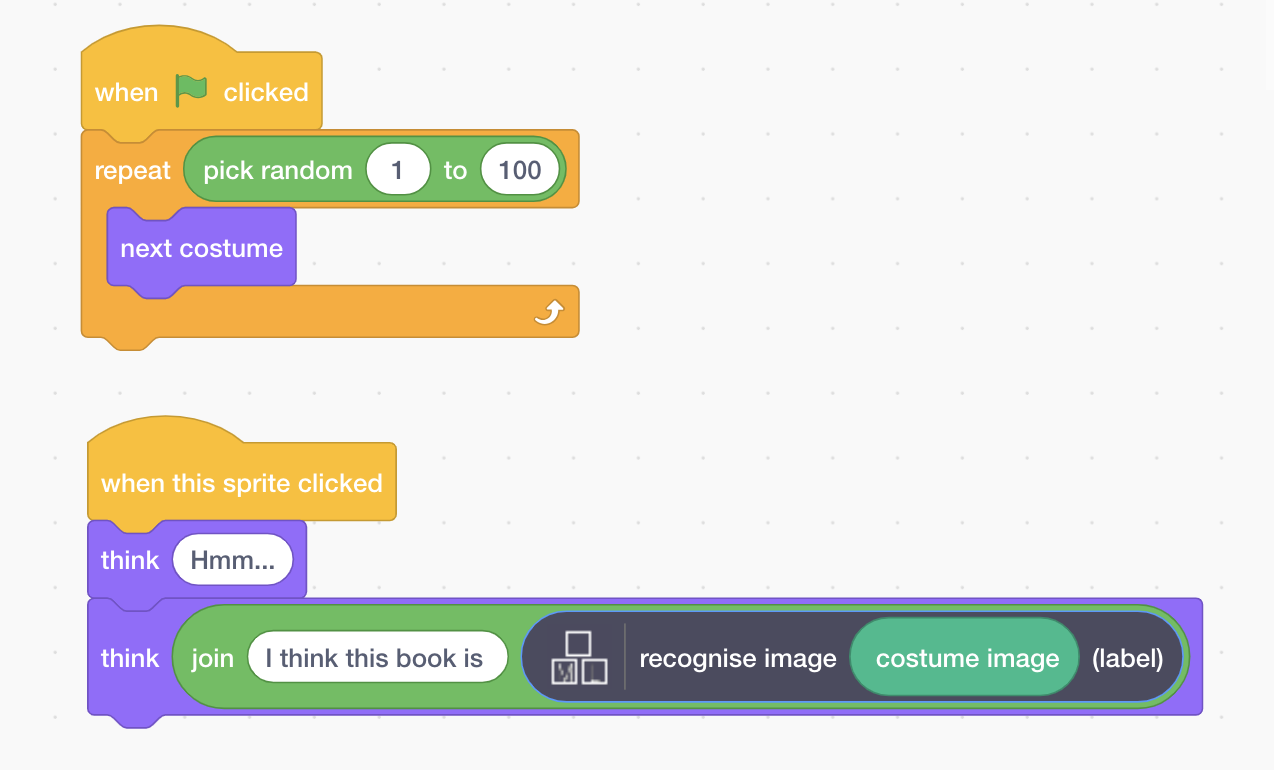 when clicked
repeat pick random 1 to 100
next costume
when this sprite clicked
think Hmm...
think join I think this book is recognise image costume image (label)